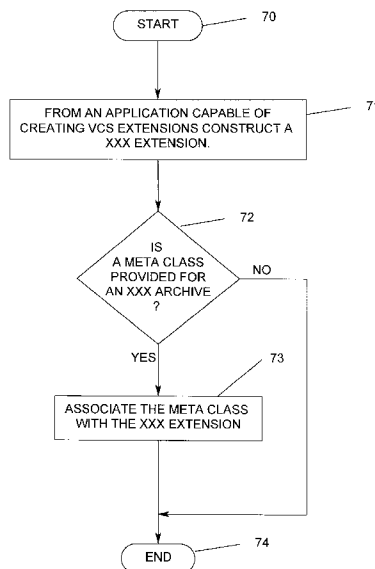 START
70
FROM AN APPLICATION CAPABLE OF
CREATING VCS EXTENSIONS CONSTRUCT A
XXX EXTENSION.
72
IS
A META CLASS
PROVIDED FOR
AN XXX ARCHIVE
?
NO
YES
73
ASSOCIATE THE META CLASS
WITH THE XXX EXTENSION
END
74